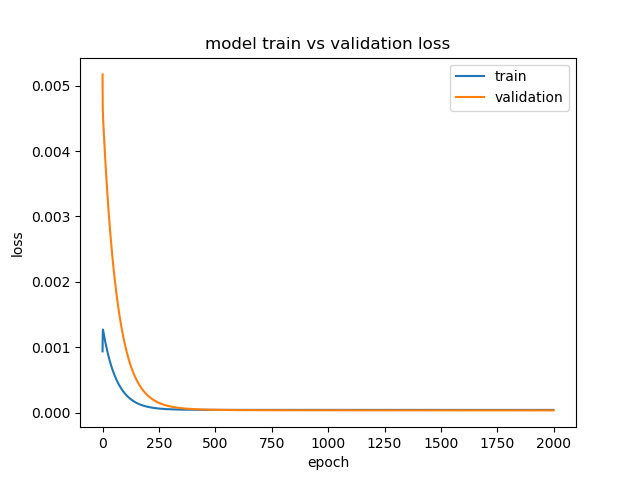 model train vs validation loss
train
validation
0.005
0.004
0.003
0.002
0.001
0.000
loss
0 250 500 750 1000 1250 1500 1750 2000
epoch